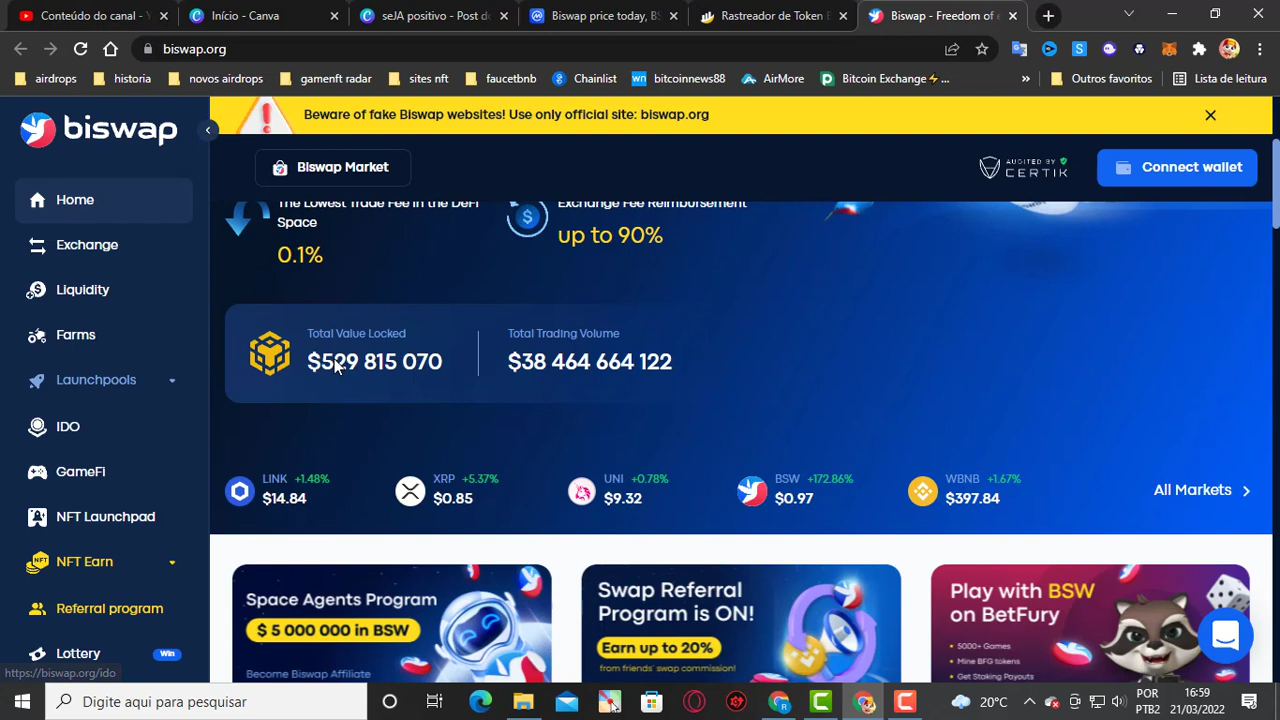 Conteúdo do canal - Y
Início - Canva
seJA positivo - Post de
Biswap price today, BS
Rastreador de Token B
Biswap - Freedom of e
biswap.org
airdrops
historia
novos airdrops
gamenft radar
sites nft
faucetbnb
Chainlist
wn bitcoinnews88
AirMore
Bitcoin Exchange⚡...
Outros favoritos
Lista de leitura
biswap
Beware of fake Biswap websites! Use only official site: biswap.org
Biswap Market
AUDITED BY
CERTIK
Connect wallet
Home
Exchange
Liquidity
Farms
Launchpools
IDO
GameFi
NFT Launchpad
NFT Earn
Referral program
Lottery
Win
The Lowest Trade Fee in the DeFi
Space
0.1%
Exchange Fee Reimbursement
up to 90%
Total Value Locked
$529 815 070
Total Trading Volume
$38 464 664 122
LINK +1.48%
$14.84
XRP +5.37%
$0.85
UNI +0.78%
$9.32
BSW +172.86%
$0.97
WBNB +1.67%
$397.84
All Markets
Space Agents Program
$ 5 000 000 in BSW
Become Biswap Affiliate
Swap Referral
Program is ON!
Earn up to 20%
from friends' swap commission!
Play with BSW
on BetFury
5000+ Games
Mine BFG tokens
Get Staking Payouts
https://biswap.org/ido
Digite aqui para pesquisar
20°C
POR
PTB2
16:59
21/03/2022